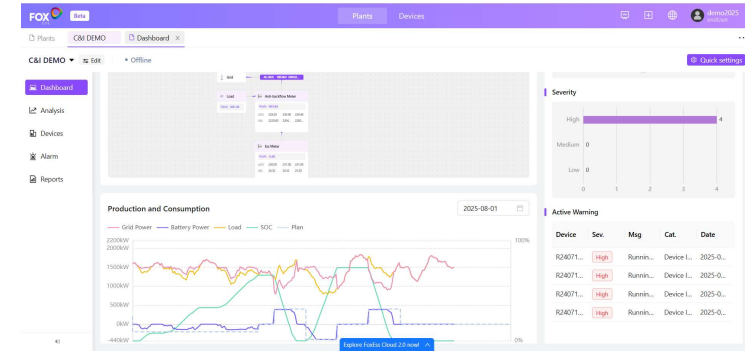 FOX Beta Plants Devices demo2025
Plants C&I DEMO Dashboard × ...
C&I DEMO Edit Offline Quick settings
Dashboard
Analysis
Devices
Alarm
Reports
Grid
Load
Anti-backflow Meter
Ess Meter
Production and Consumption 2025-08-01
Grid Power Battery Power Load SOC Plan
2200kW 100%
2000kW
1500kW
1000kW
500kW
0kW
-440kW 0%
Explore FoxEss Cloud 2.0 now!
Severity
High 4
Medium 0
Low 0
0 1 2 3 4
Active Warning
Device Sev. Msg Cat. Date
R24071... High Runnin... Device I... 2025-0...
R24071... High Runnin... Device I... 2025-0...
R24071... High Runnin... Device I... 2025-0...
R24071... High Runnin... Device I... 2025-0...